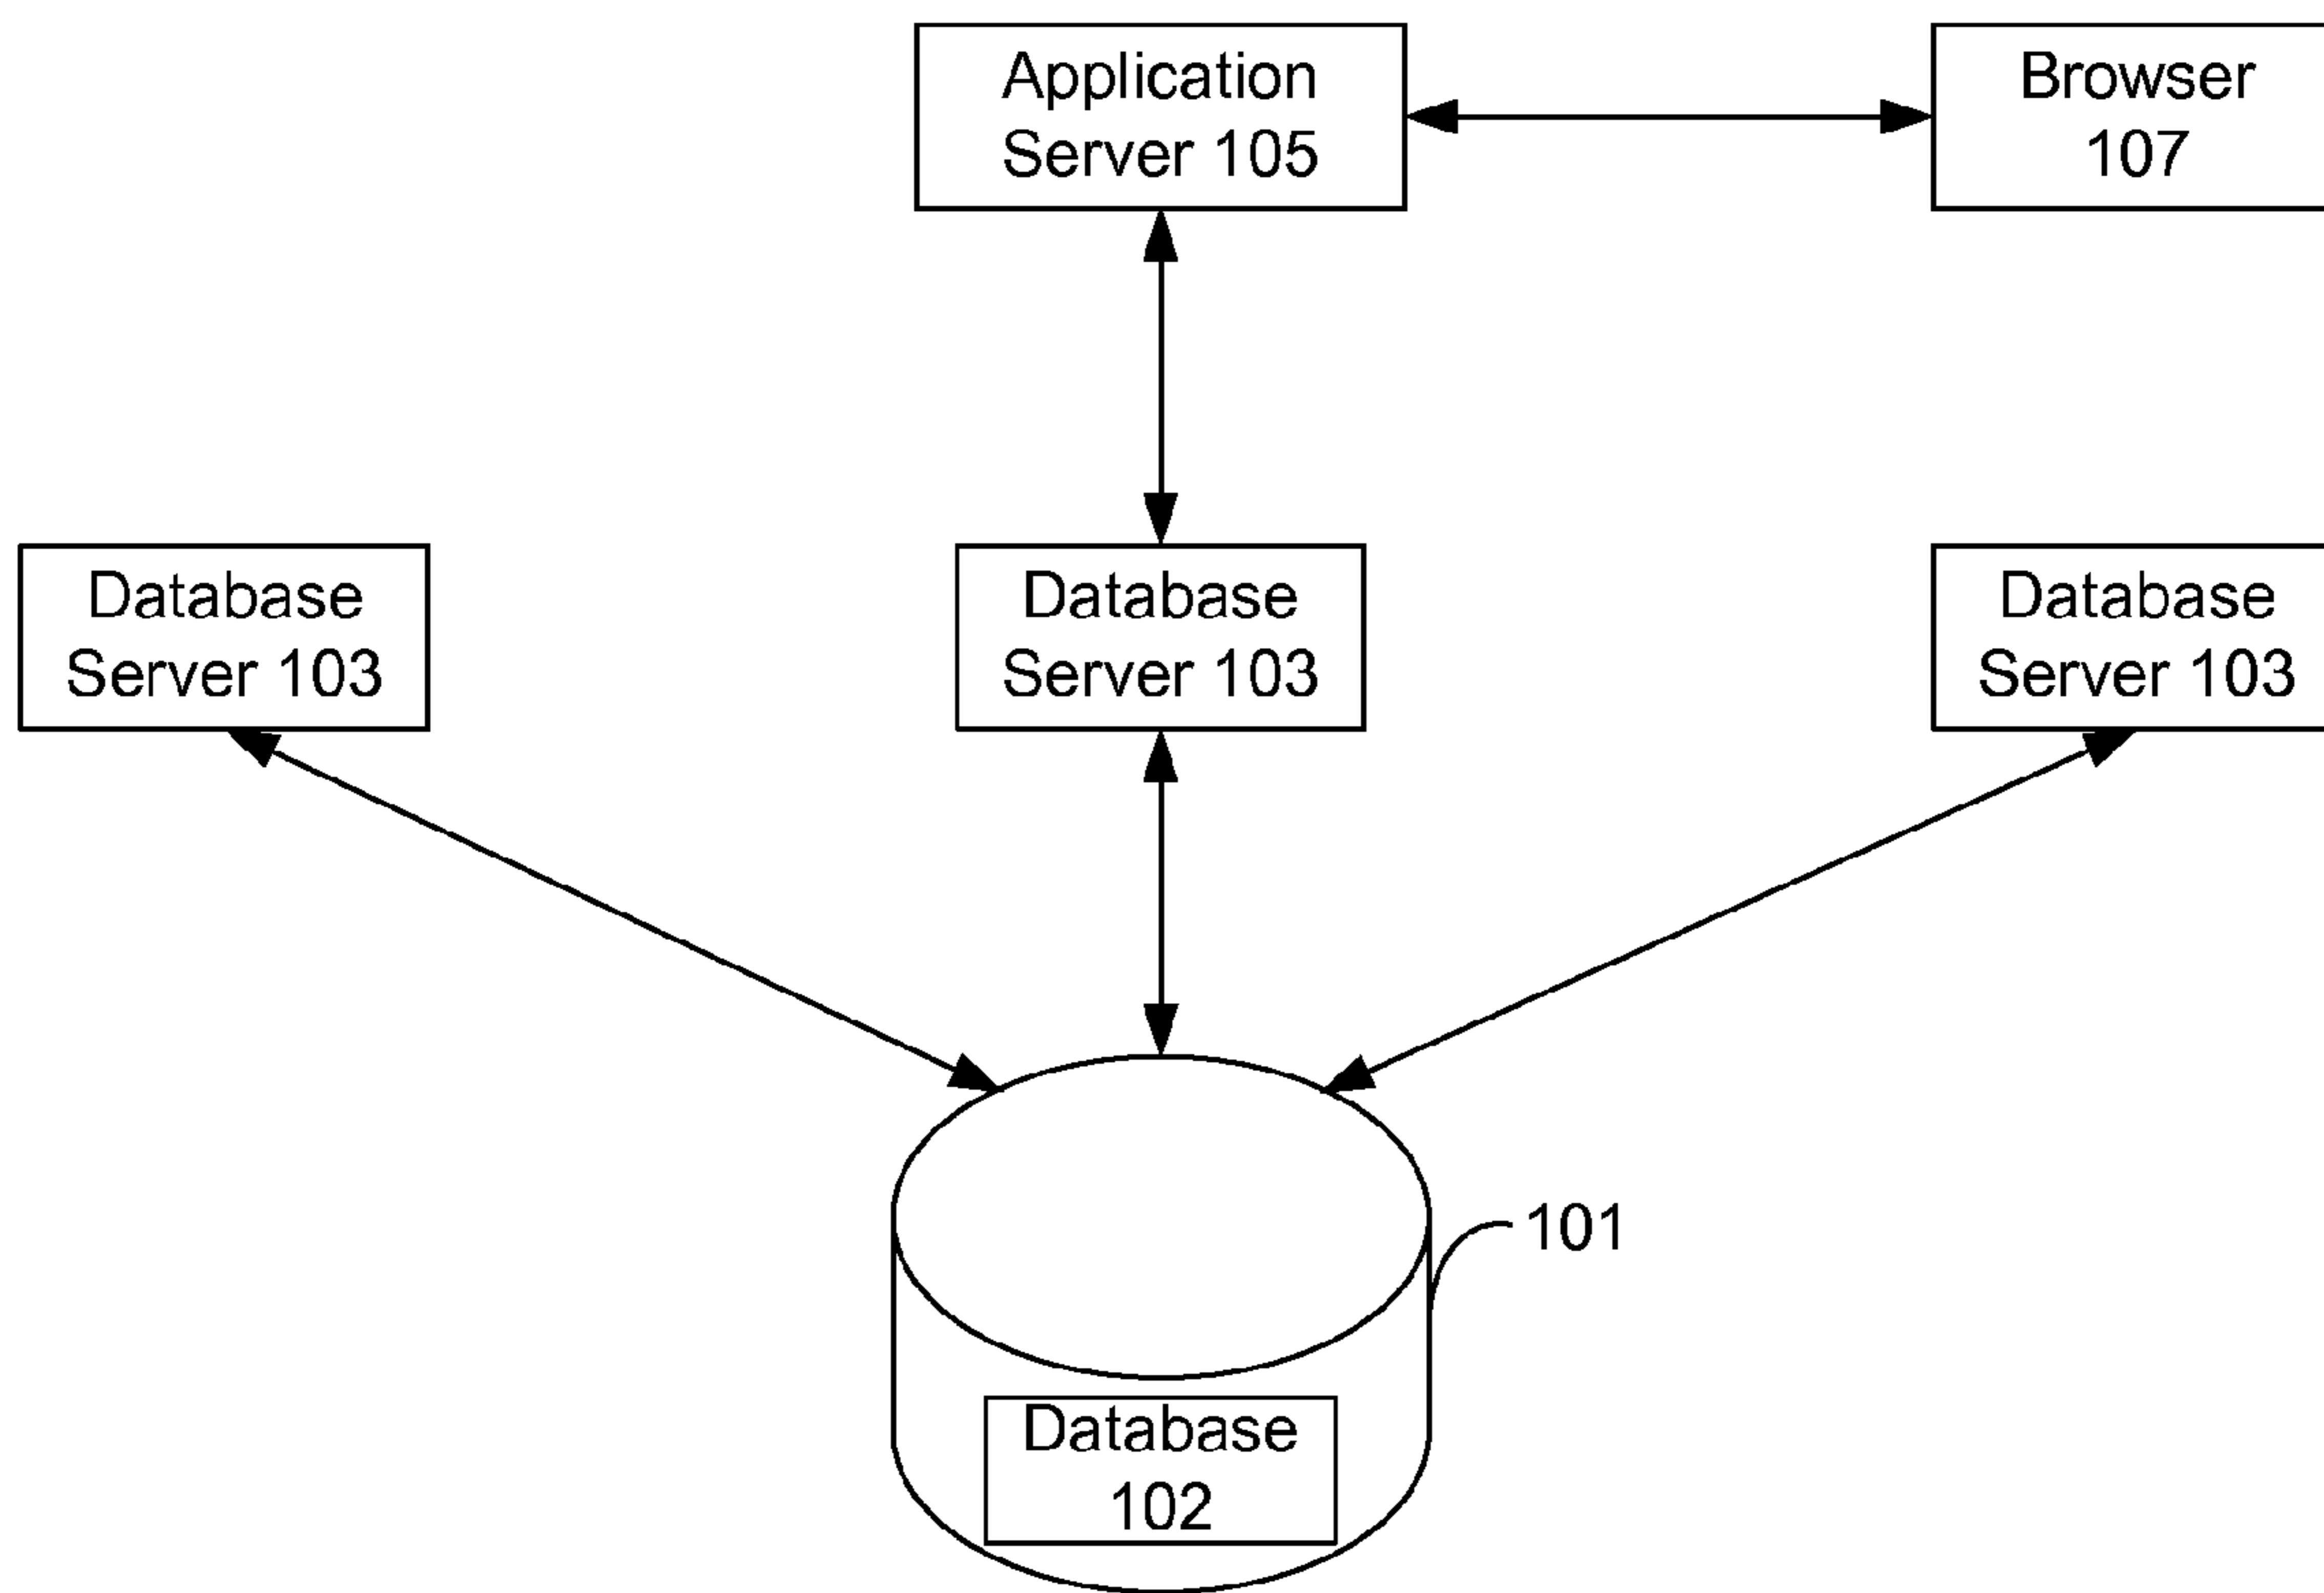 Application
Server 105
Browser
107
Database
Server 103
Database
Server 103
Database
Server 103
101
Database
102